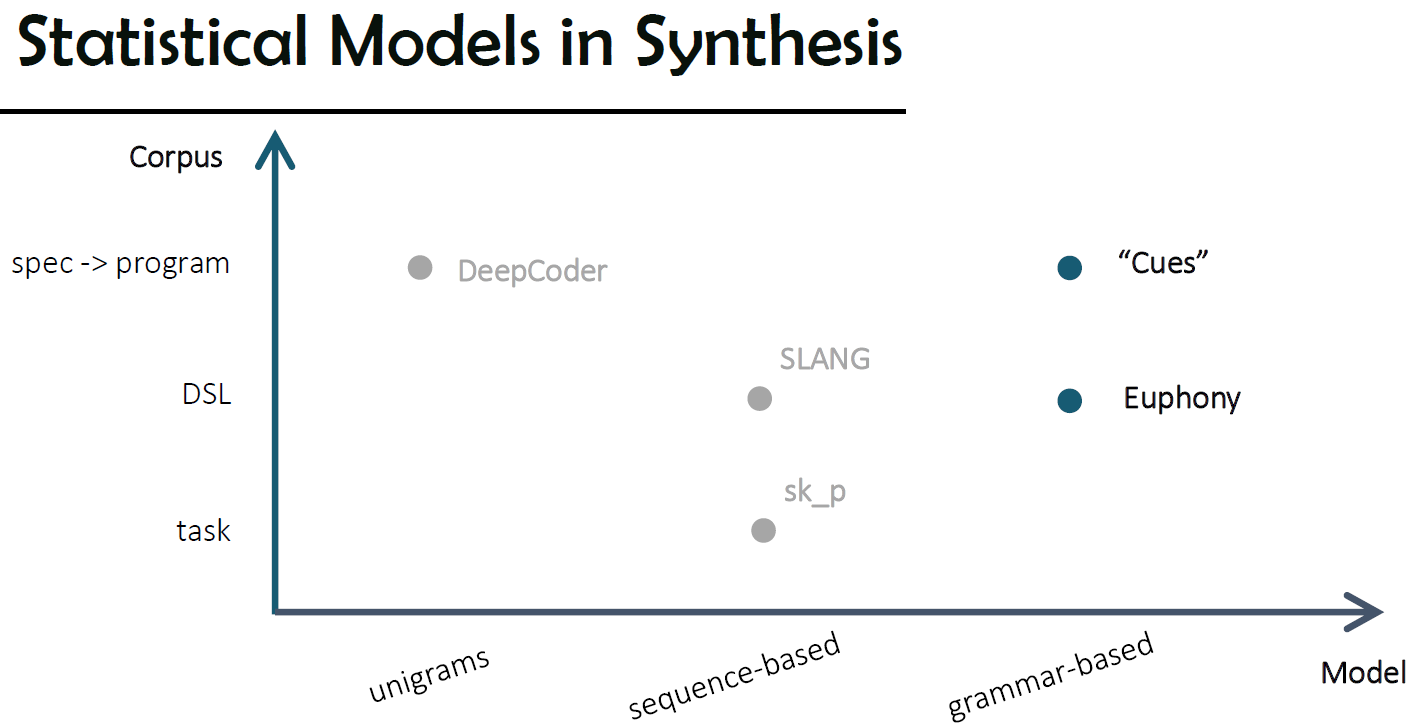 Statistical Models in Synthesis
Corpus
spec -> program
DeepCoder
“Cues”
SLANG
DSL
Euphony
sk_p
task
unigrams
sequence-based
grammar-based
Model